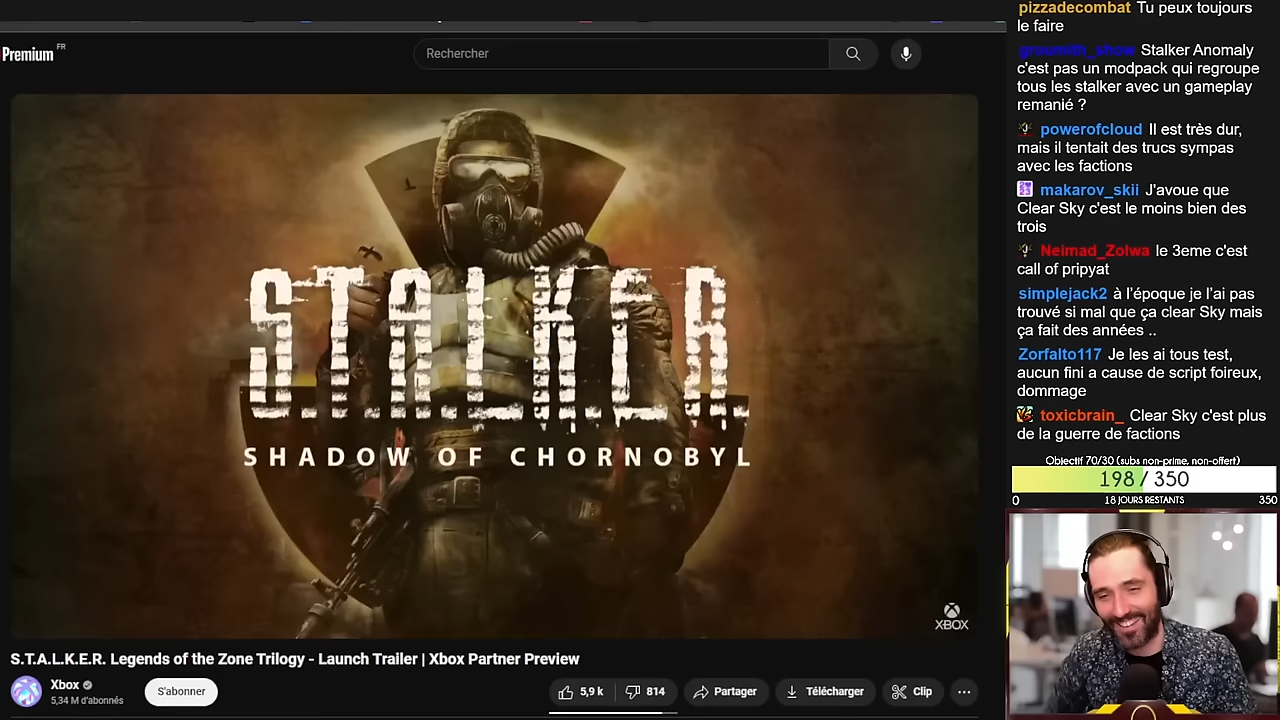 Premium FR
Rechercher
S.T.A.L.K.E.R.
SHADOW OF CHORNOBYL
XBOX
S.T.A.L.K.E.R. Legends of the Zone Trilogy - Launch Trailer | Xbox Partner Preview
Xbox
5,34 M d'abonnés
S'abonner
5,9 k
814
Partager
Télécharger
Clip
pizzadecombat Tu peux toujours
le faire
groumith_show Stalker Anomaly
c'est pas un modpack qui regroupe
tous les stalker avec un gameplay
remanié ?
powerofcloud Il est très dur,
mais il tentait des trucs sympas
avec les factions
makarov_skii J'avoue que
Clear Sky c'est le moins bien des
trois
Neimad_Zolwa le 3eme c'est
call of pripyat
simplejack2 à l'époque je l'ai pas
trouvé si mal que ça clear Sky mais
ça fait des années ..
Zorfalto117 Je les ai tous test,
aucun fini a cause de script foireux,
dommage
toxicbrain_ Clear Sky c'est plus
de la guerre de factions
Objectif 70/30 (subs non-prime, non-offert)
198 / 350
0 18 JOURS RESTANTS 350